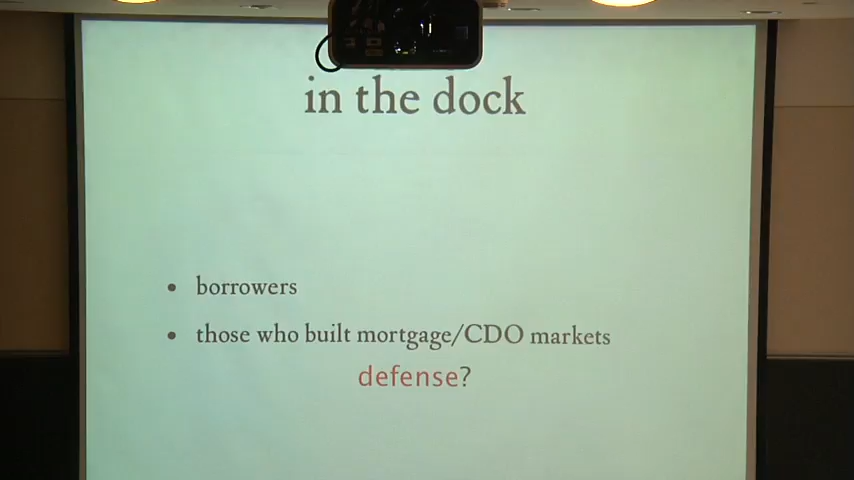 in the dock
• borrowers
• those who built mortgage/CDO markets
defense?